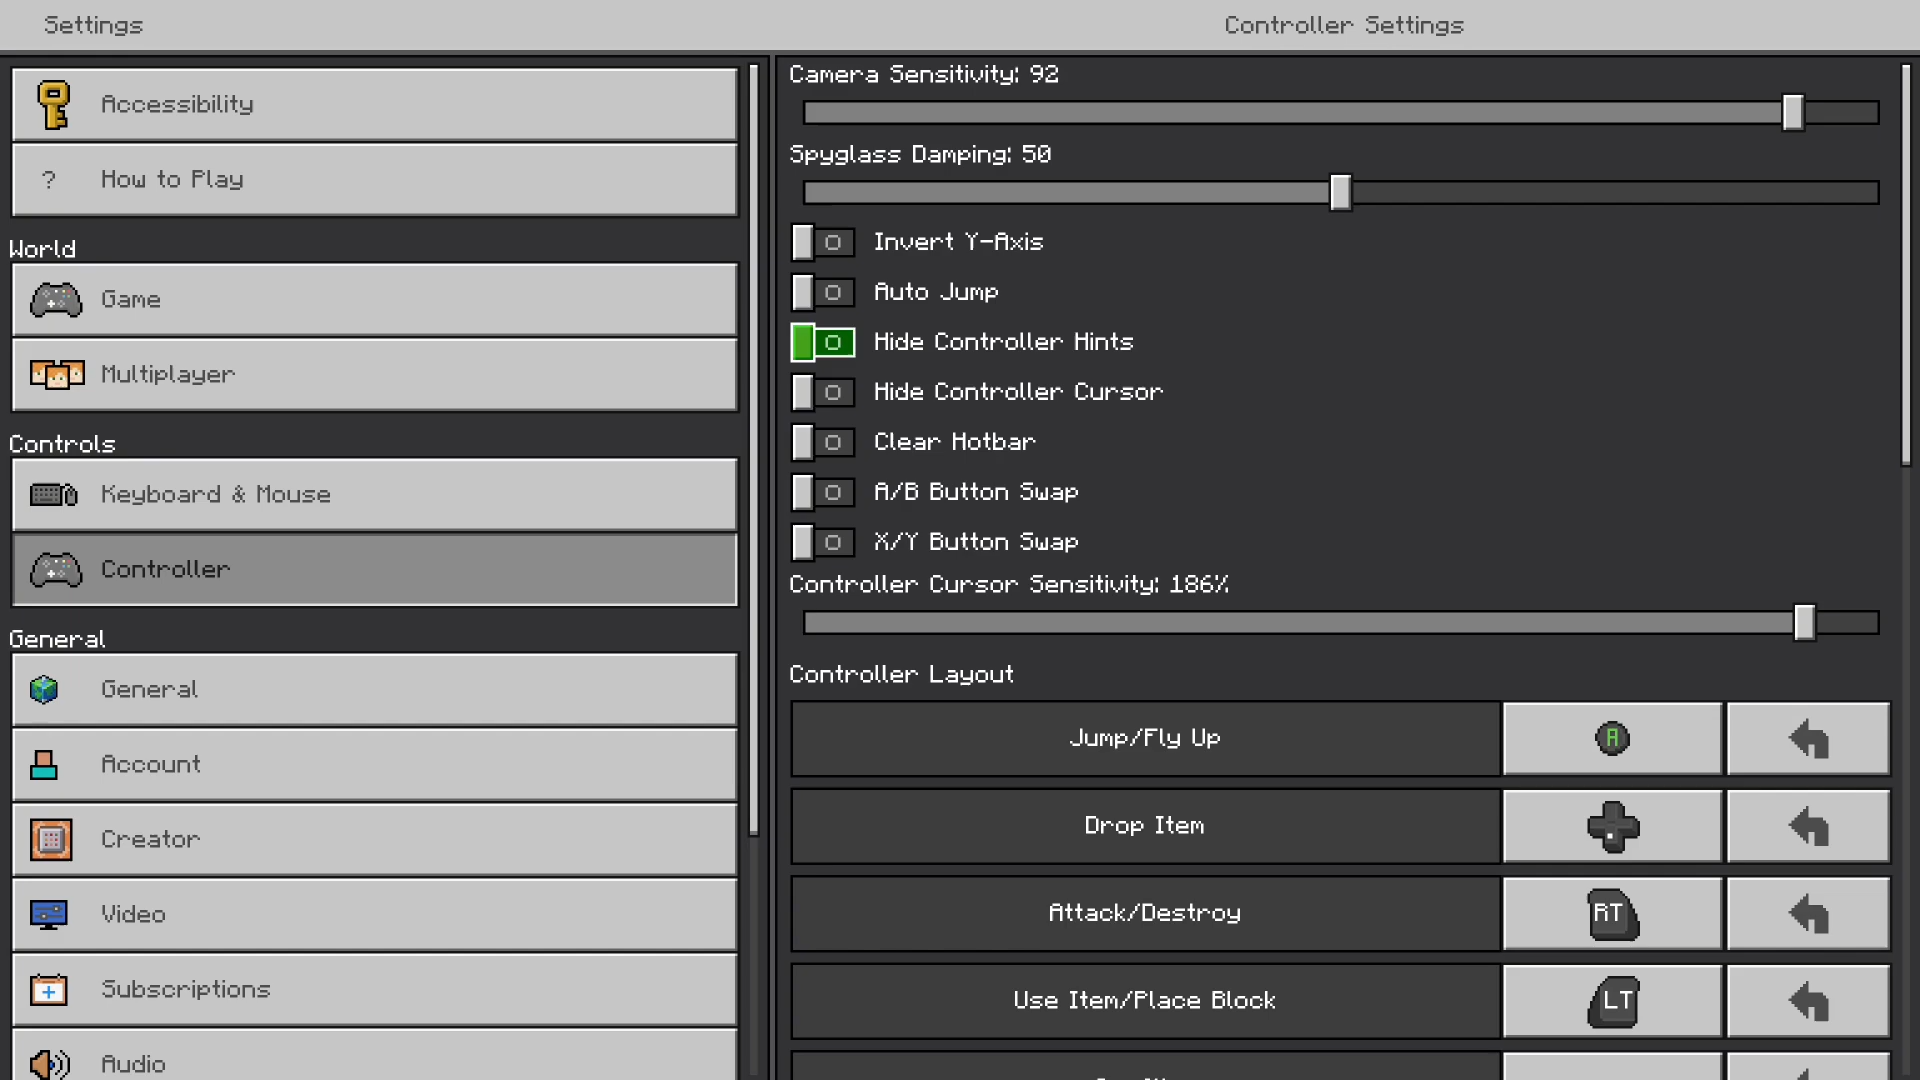 Settings
Controller Settings
Accessibility
? How to Play
World
Game
Multiplayer
Controls
Keyboard & Mouse
Controller
General
General
Account
Creator
Video
Subscriptions
Audio
Camera Sensitivity: 92
Spyglass Damping: 50
Invert Y-Axis
Auto Jump
Hide Controller Hints
Hide Controller Cursor
Clear Hotbar
A/B Button Swap
X/Y Button Swap
Controller Cursor Sensitivity: 186%
Controller Layout
Jump/Fly Up A
Drop Item
Attack/Destroy RT
Use Item/Place Block LT